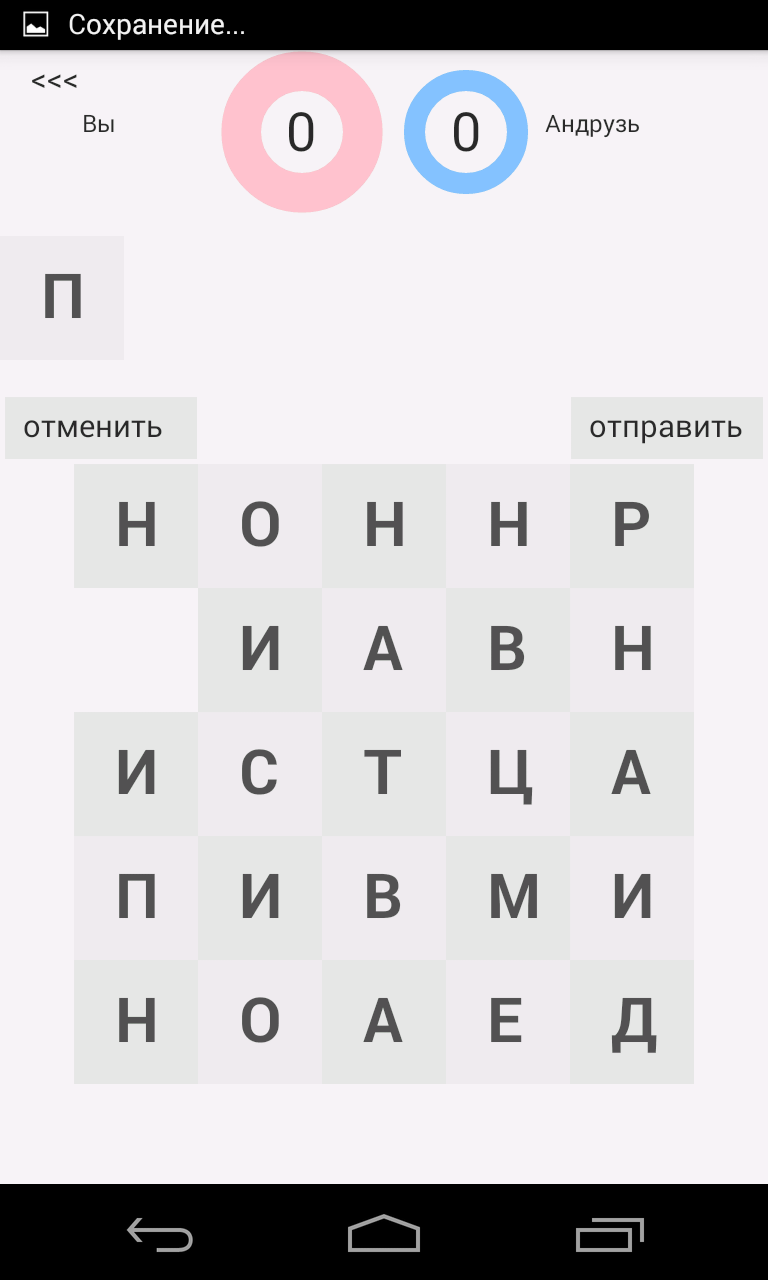 Сохранение...
<<<
Вы 0 0 Андрузь
П
отменить отправить
Н О Н Н Р
И А В Н
И С Т Ц А
П И В М И
Н О А Е Д